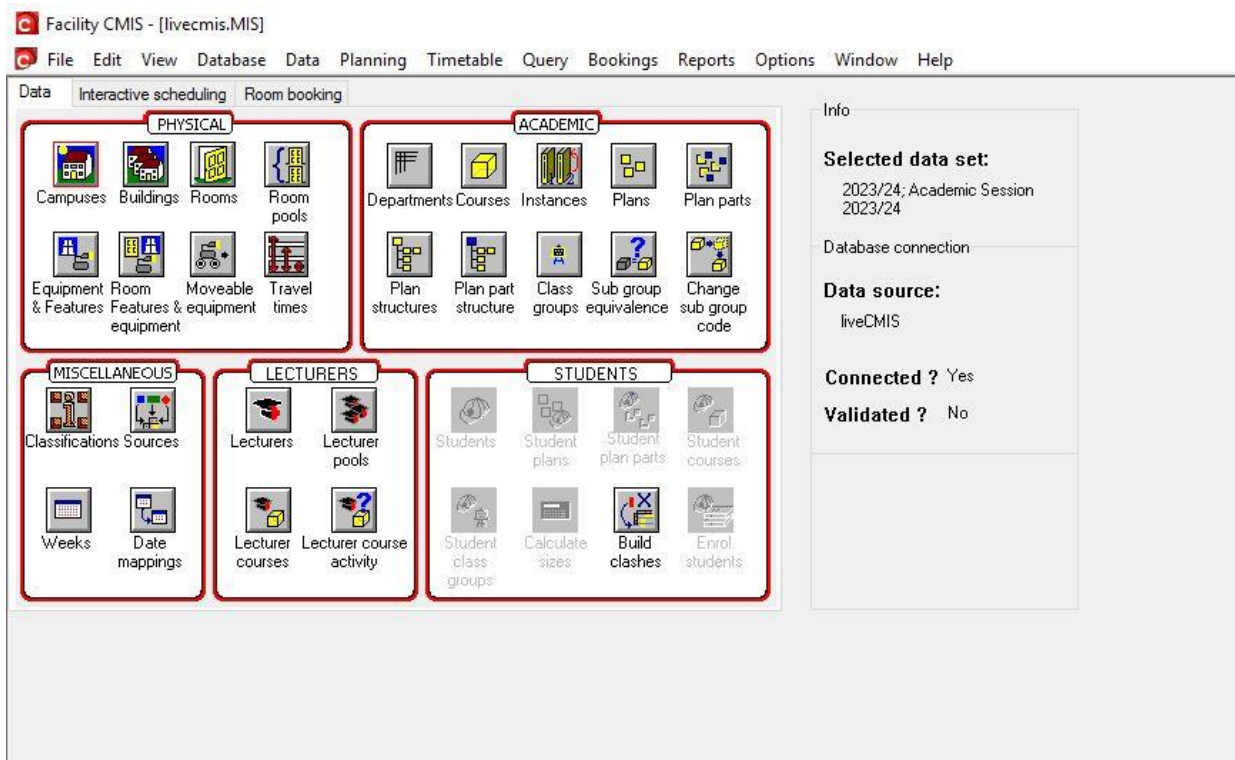 Facility CMIS - [livecmis.MIS]
File Edit View Database Data Planning Timetable Query Bookings Reports Options Window Help
Data Interactive scheduling Room booking
PHYSICAL
Campuses Buildings Rooms Room
pools
Equipment Room Moveable Travel
& Features Features & equipment times
equipment
ACADEMIC
Departments Courses Instances Plans Plan parts
Plan Plan part Class Sub group Change
structures structure groups equivalence sub group
code
MISCELLANEOUS
Classifications Sources
Weeks Date
mappings
LECTURERS
Lecturers Lecturer
pools
Lecturer Lecturer course
courses activity
STUDENTS
Students Student Student Student
plans plan parts courses
Student Calculate Build Enrol
class sizes clashes students
groups
Info
Selected data set:
2023/24; Academic Session
2023/24
Database connection
Data source:
liveCMIS
Connected ? Yes
Validated ? No